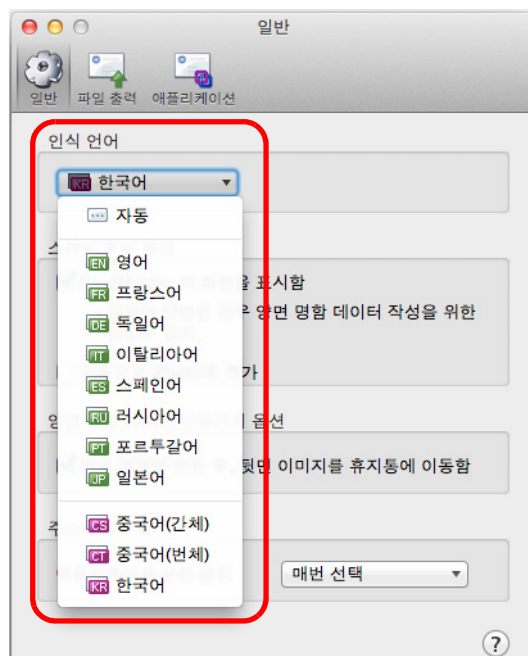 일반
일반
파일 출력
애플리케이션
인식 언어
KR 한국어
자동
EN 영어
를 표시함
FR 프랑스어
우 양면 명함 데이터 작성을 위한
DE 독일어
IT 이탈리아어
가
ES 스페인어
RU 러시아어
옵션
PT 포르투갈어
뒷면 이미지를 휴지통에 이동함
JP 일본어
CS 중국어(간체)
CT 중국어(번체)
매번 선택
KR 한국어
?